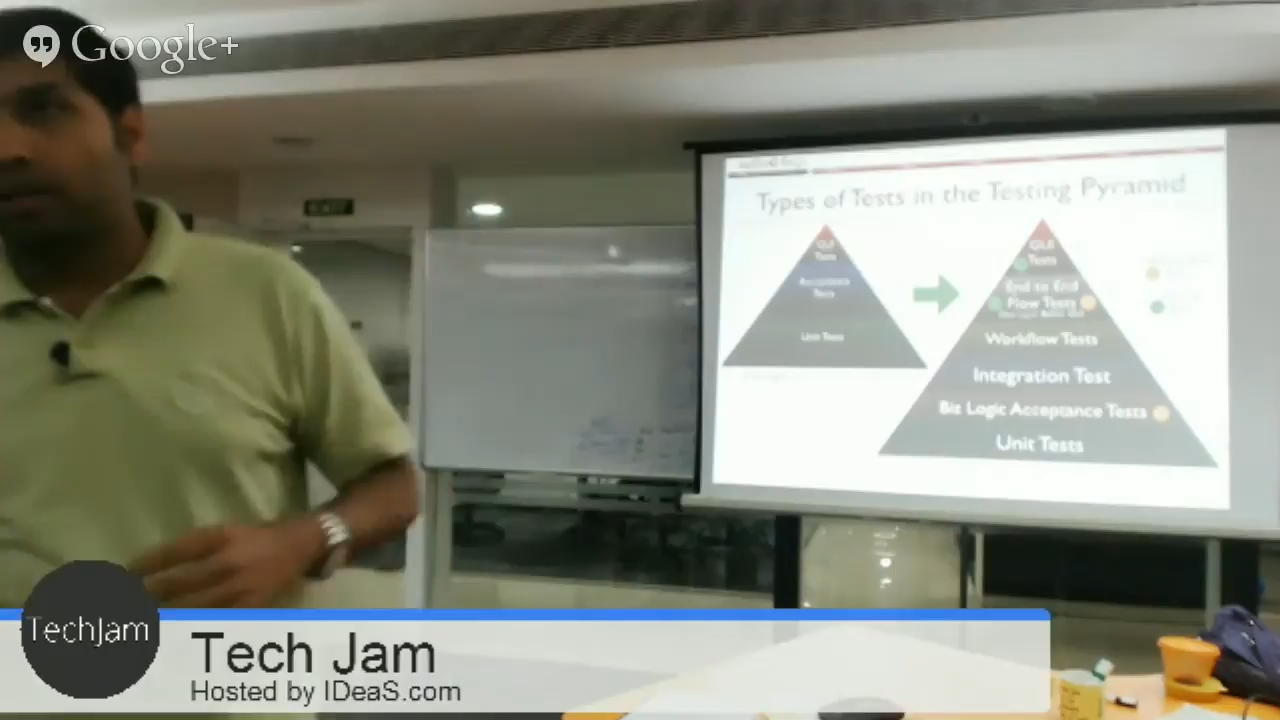 Google+
EXIT
Types of Tests in the Testing Pyramid
GUI
Tests
Acceptance
Tests
Unit Tests
GUI
Tests
End to End
Flow Tests
Workflow Tests
Integration Test
Biz Logic Acceptance Tests
Unit Tests
TechJam
Tech Jam
Hosted by IDeaS.com